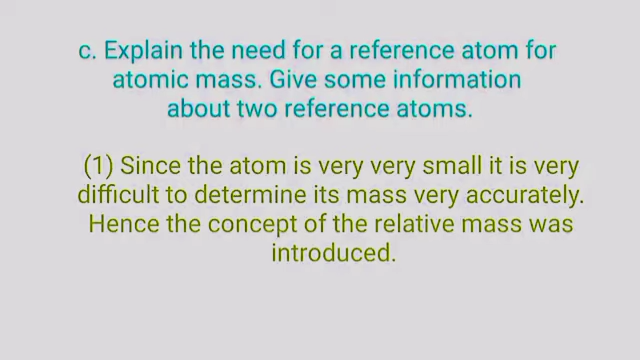 c. Explain the need for a reference atom for
atomic mass. Give some information
about two reference atoms.
(1) Since the atom is very very small it is very
difficult to determine its mass very accurately.
Hence the concept of the relative mass was
introduced.